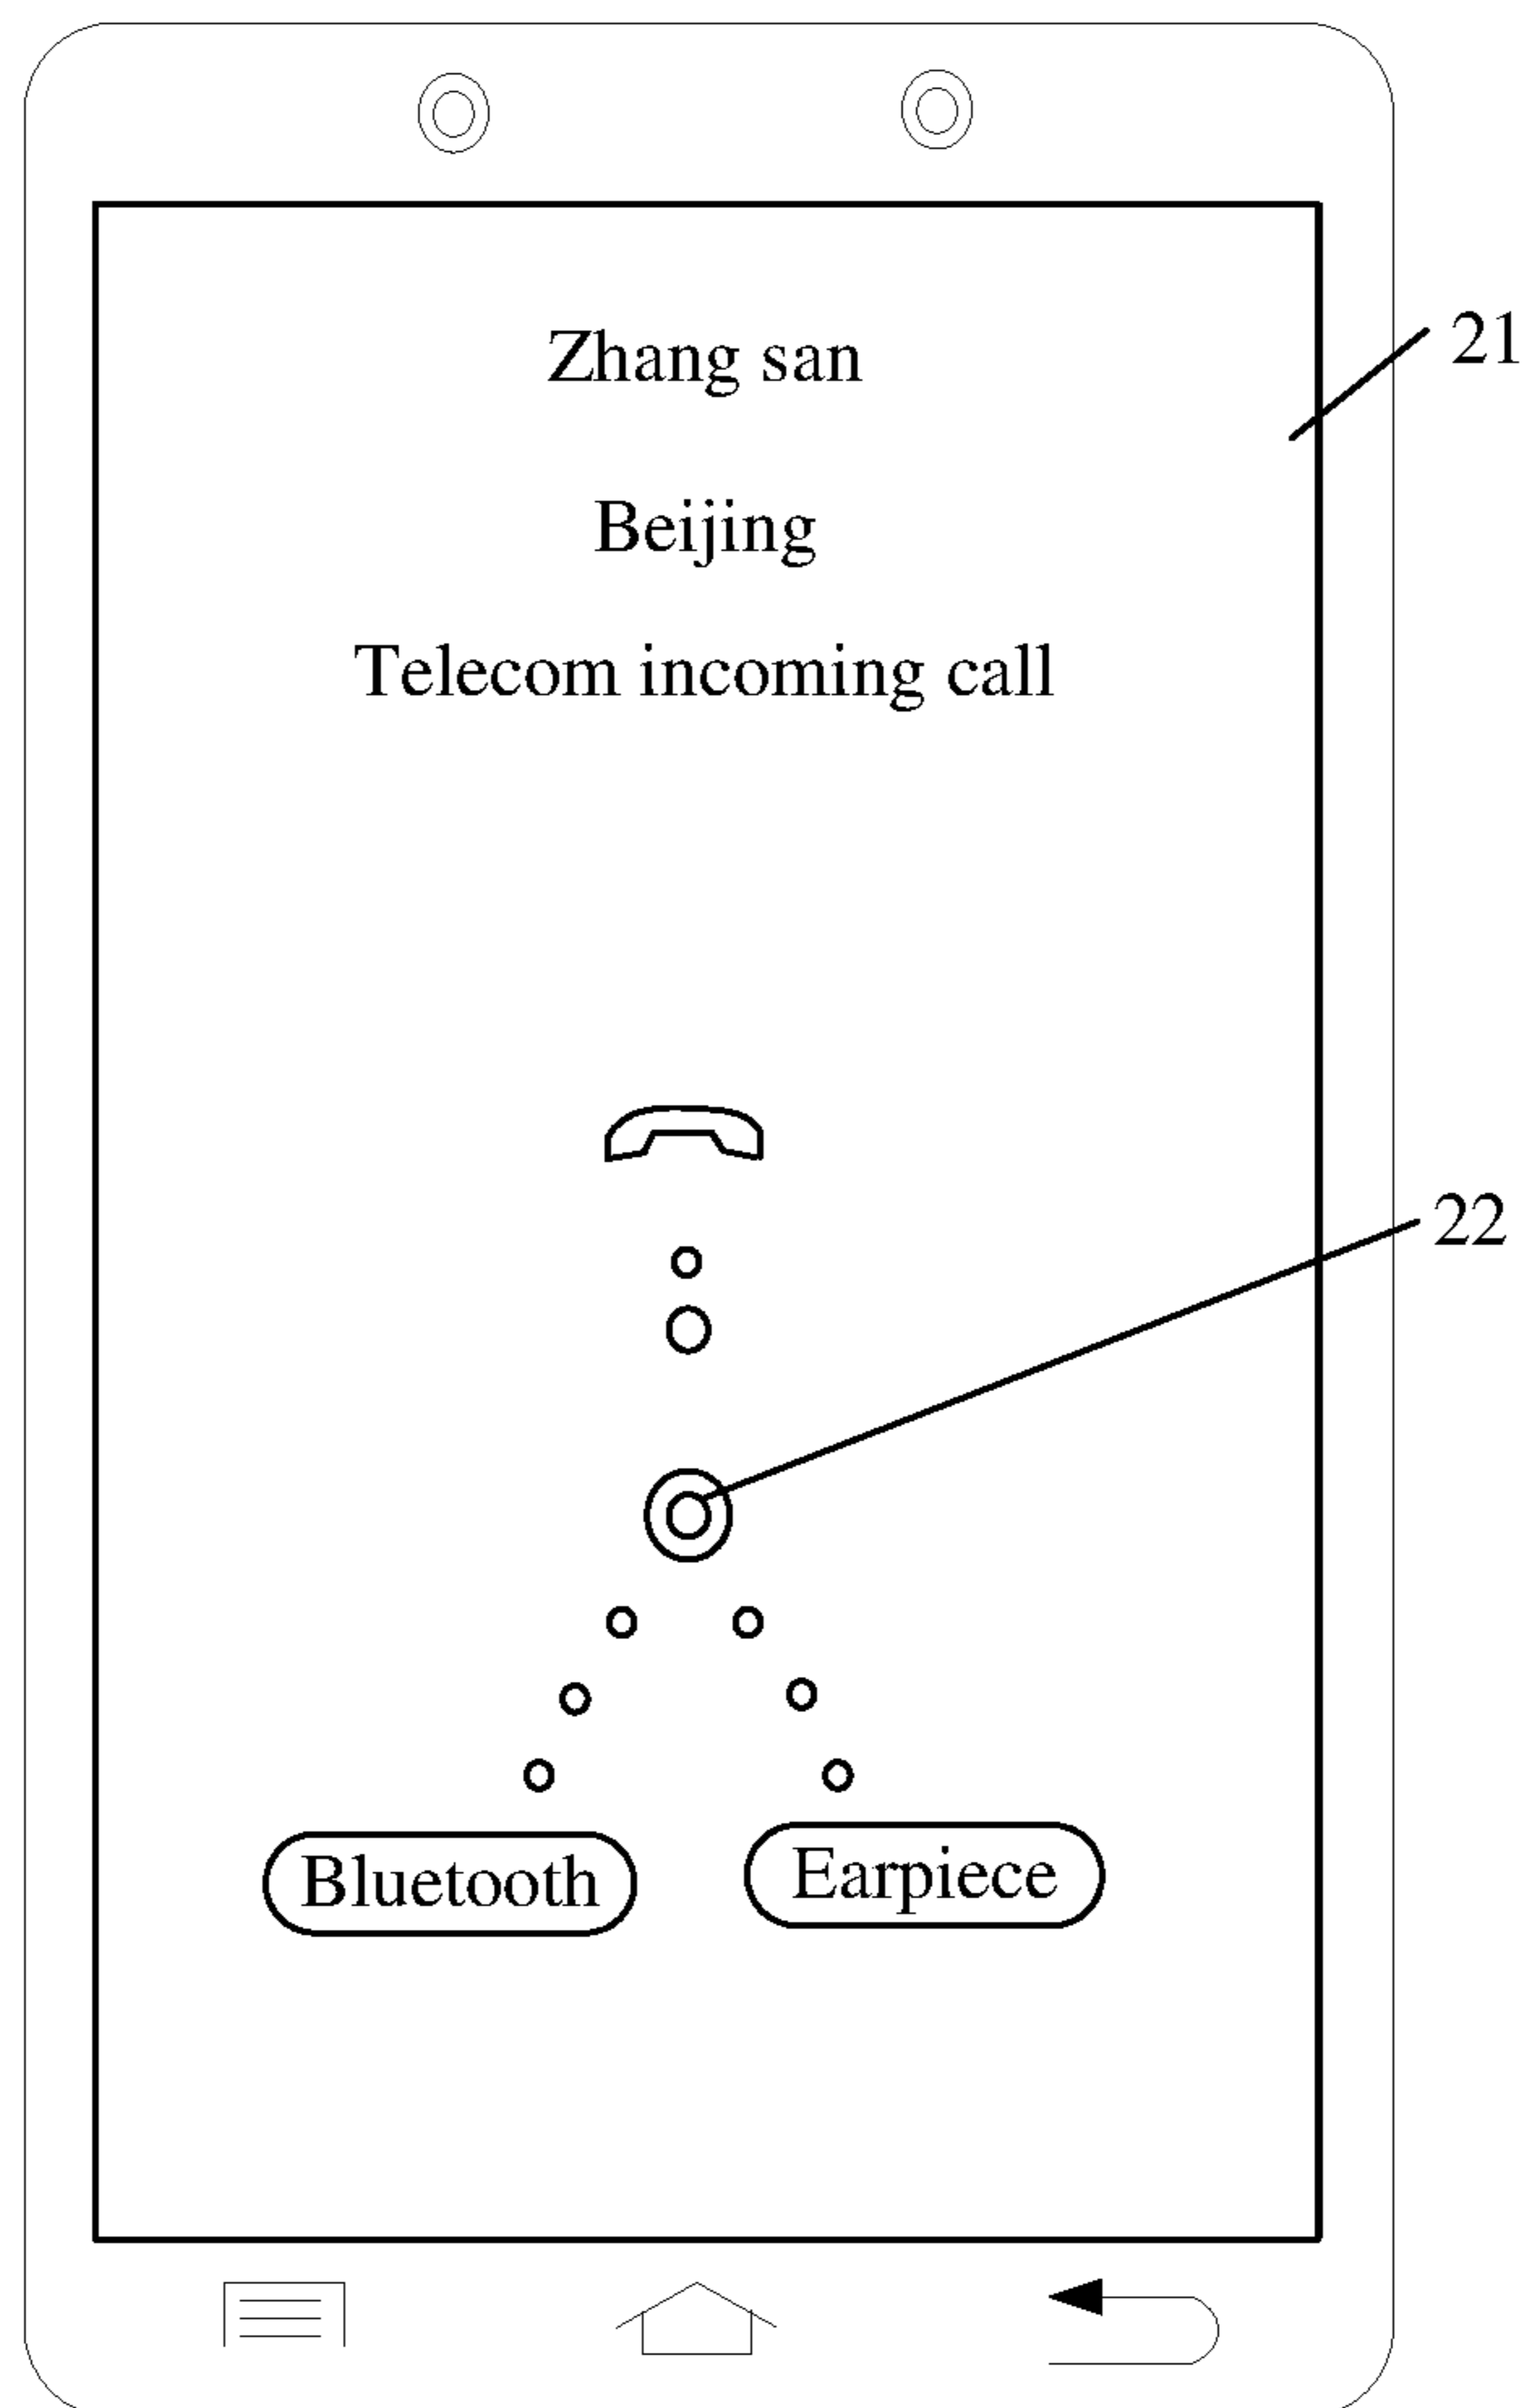 Zhang san
21
Beijing
Telecom incoming call
22
Bluetooth
Earpiece